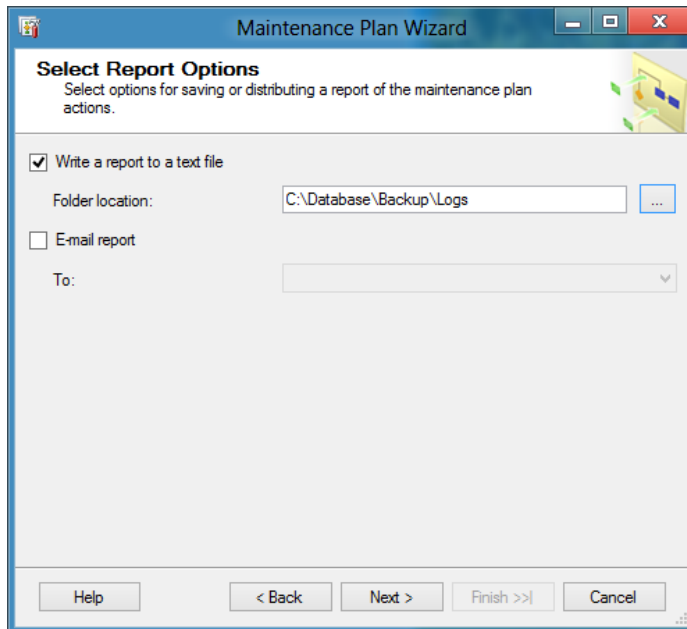 Maintenance Plan Wizard
Select Report Options
Select options for saving or distributing a report of the maintenance plan
actions.
Write a report to a text file
Folder location: C:\Database\Backup\Logs ...
E-mail report
To:
Help < Back Next > Finish >>| Cancel